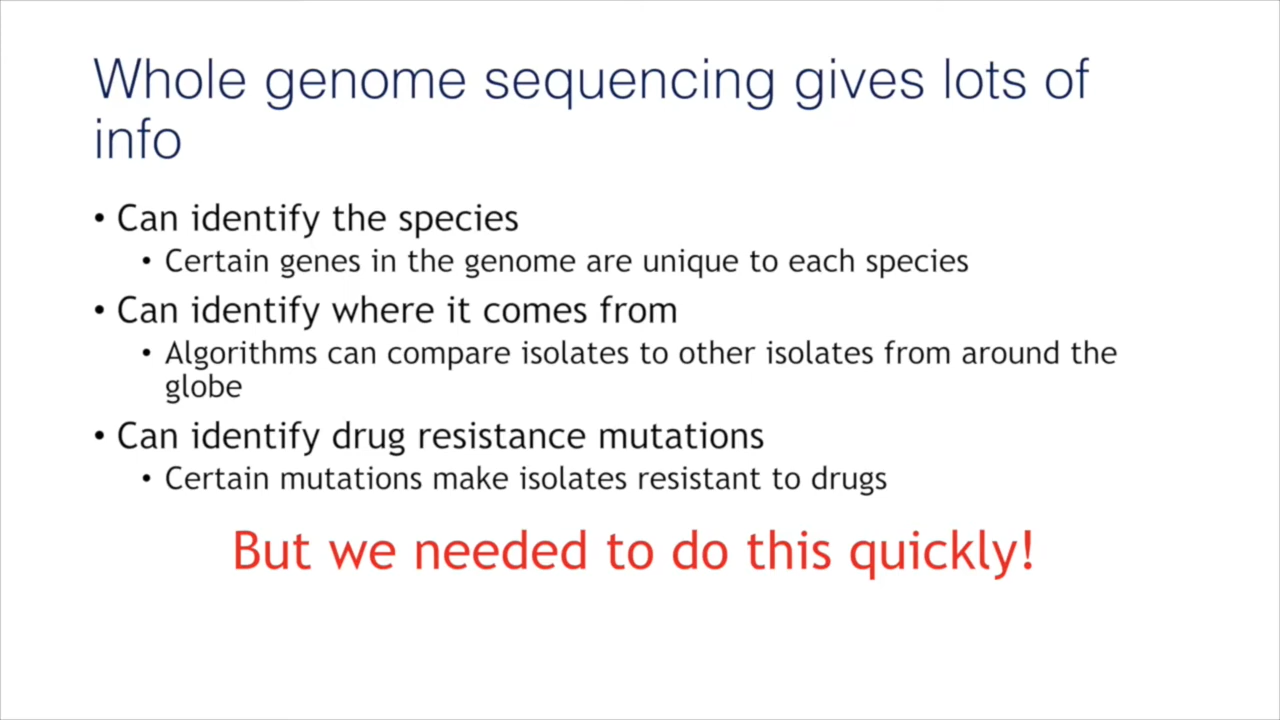 Whole genome sequencing gives lots of
info
• Can identify the species
• Certain genes in the genome are unique to each species
• Can identify where it comes from
• Algorithms can compare isolates to other isolates from around the
globe
• Can identify drug resistance mutations
• Certain mutations make isolates resistant to drugs
But we needed to do this quickly!